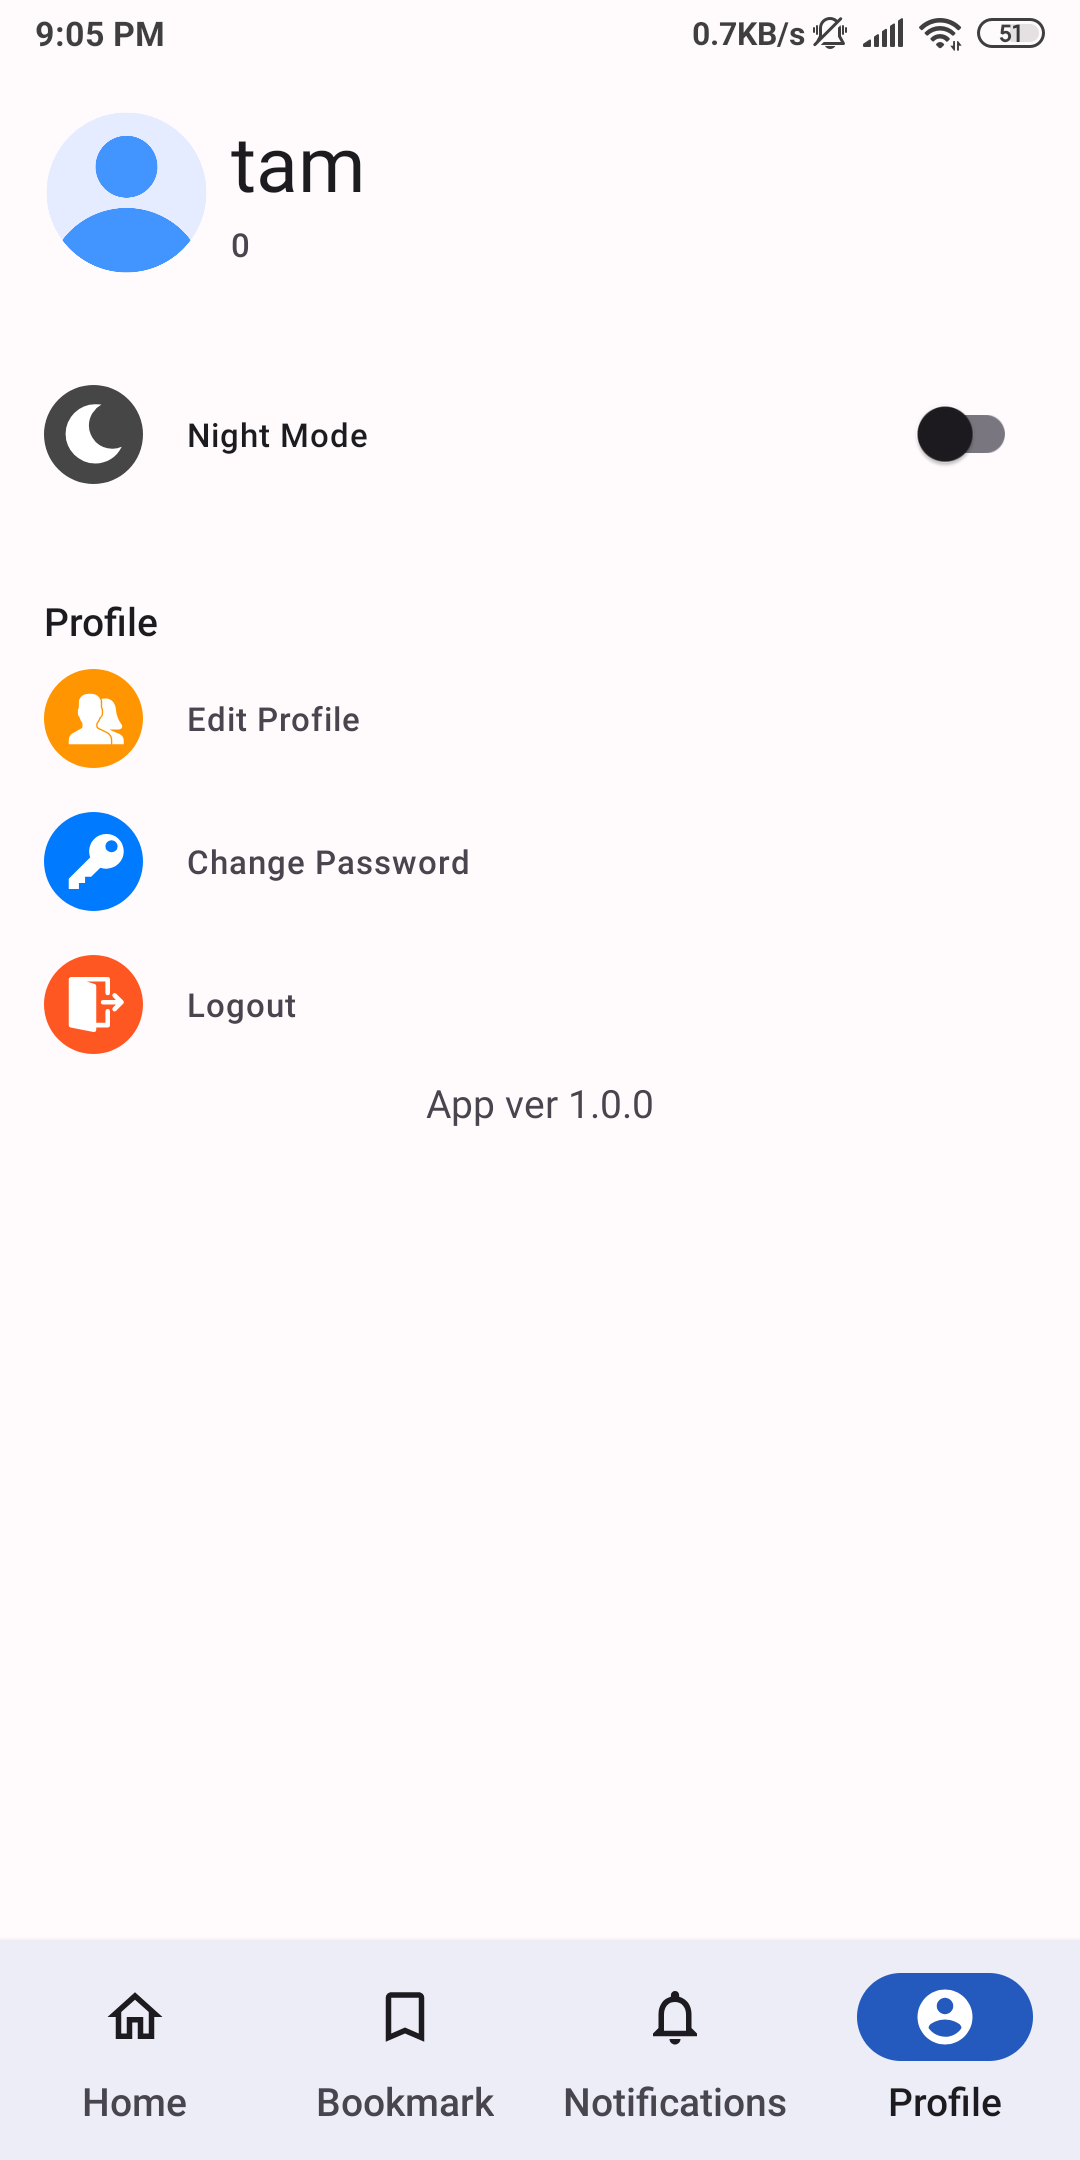 9:05 PM 0.7KB/s 51
tam
0
Night Mode
Profile
Edit Profile
Change Password
Logout
App ver 1.0.0
Home Bookmark Notifications Profile